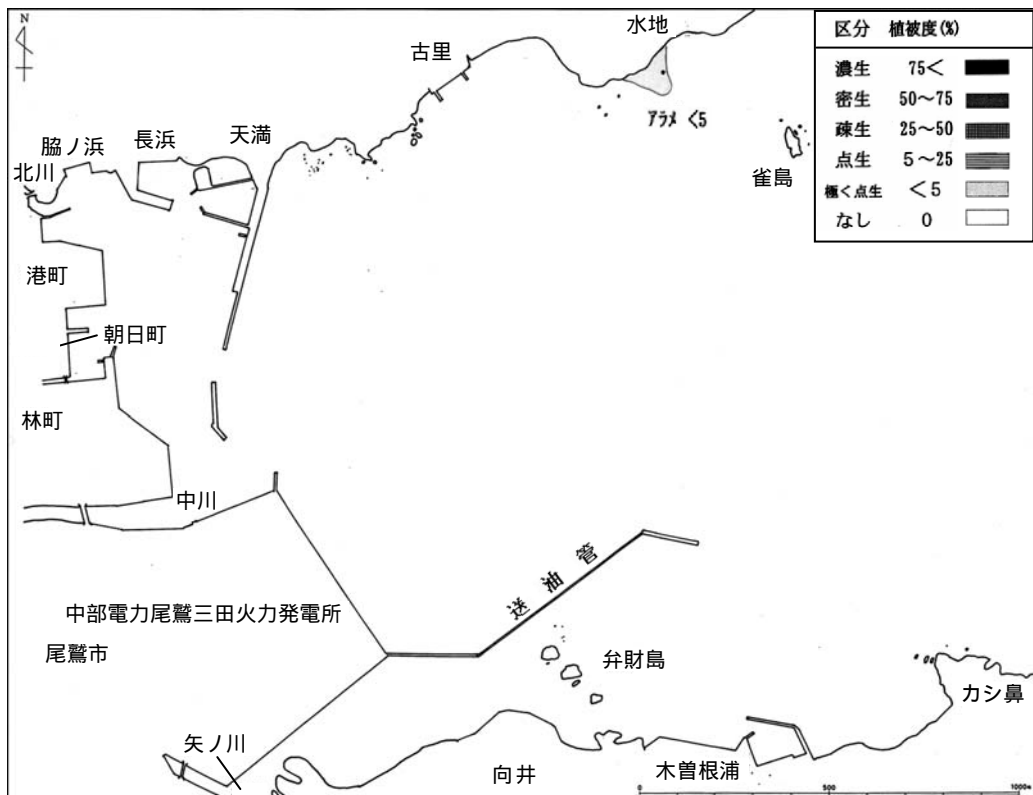 N
水地
古里
天満
長浜
脇ノ浜
北川
アラメ <5
雀島
区分 植被度(%)
濃生 75<
密生 50～75
疎生 25～50
点生 5～25
極く点生 <5
なし 0
港町
朝日町
林町
中川
送油管
中部電力尾鷲三田火力発電所
尾鷲市
弁財島
カシ鼻
矢ノ川
向井
木曽根浦
0 500 1000m